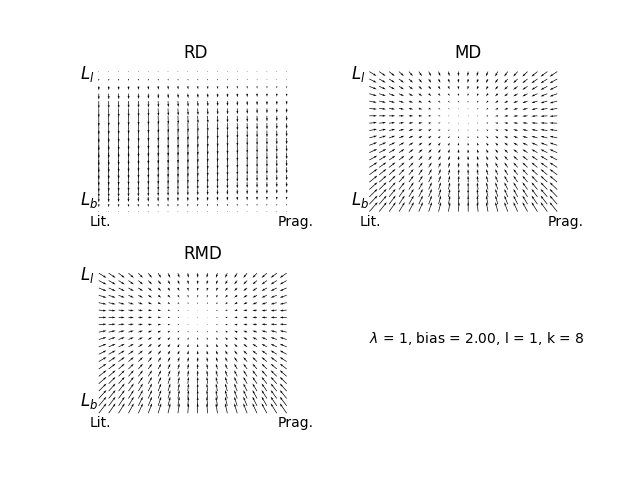 RD
L_l
L_b
Lit. Prag.
MD
L_l
L_b
Lit. Prag.
RMD
L_l
L_b
Lit. Prag.
λ = 1, bias = 2.00, l = 1, k = 8